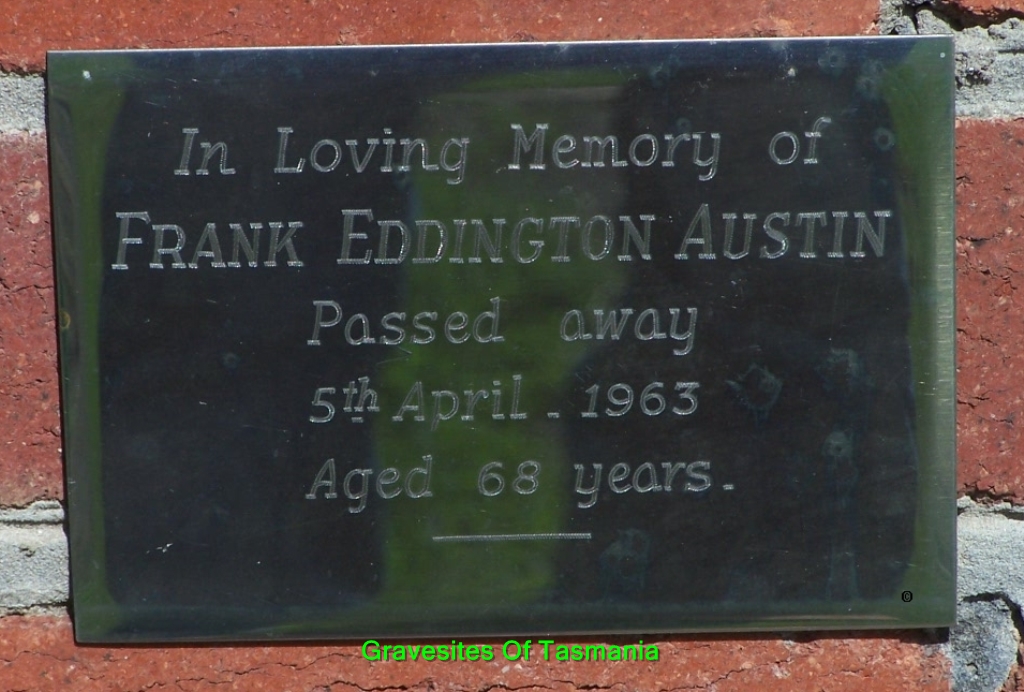 In Loving Memory of
FRANK EDDINGTON AUSTIN
Passed away
5th April - 1963
Aged 68 years.
©
Gravesites Of Tasmania